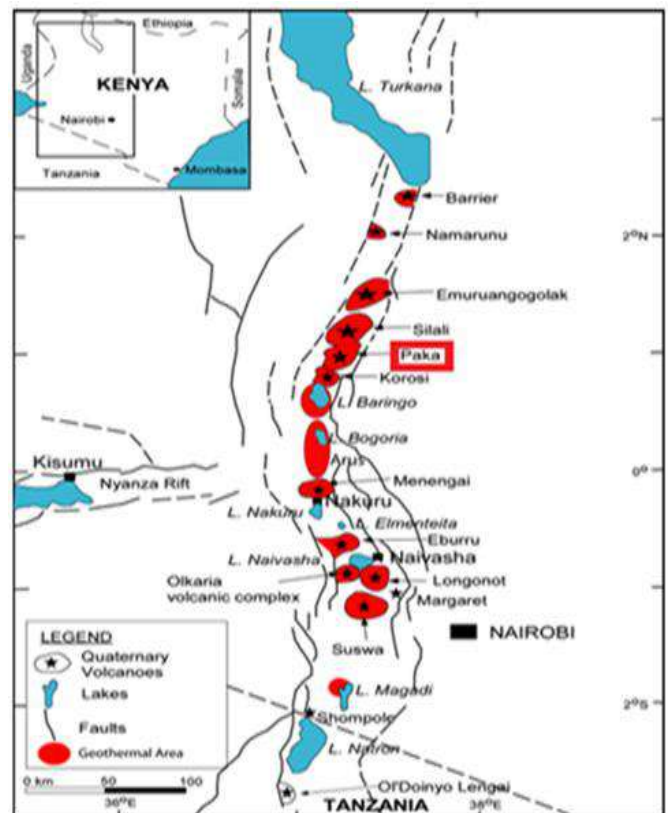 Ethiopia
Uganda
KENYA
Somalia
Nairobi
Tanzania
Mombasa
L. Turkana
Barrier
Namarunu
2°N
Emuruangogolak
Silali
Paka
Korosi
L. Baringo
L. Bogoria
Arus
0°
Kisumu
Nyanza Rift
Menengai
Nakuru
L. Nakuru
L. Elmenteita
Eburru
L. Naivasha
Naivasha
Olkaria
volcanic complex
Longonot
Margaret
NAIROBI
Suswa
LEGEND
Quaternary
Volcanoes
Lakes
Faults
Geothermal Area
L. Magadi
Shompole
2°S
L. Natron
0 km 50 100
Ol'Doinyo Lengai
36°E
TANZANIA
38°E